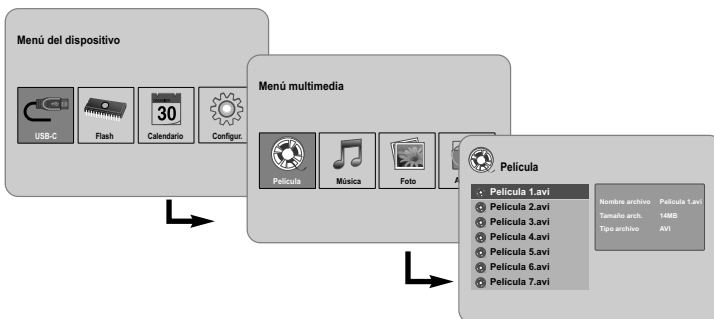 Menú del dispositivo
USB-C
Flash
30
Calendario
Configur.
Menú multimedia
Película
Música
Foto
Película
Película 1.avi
Película 2.avi
Película 3.avi
Película 4.avi
Película 5.avi
Película 6.avi
Película 7.avi
Nombre archivo Película 1.avi
Tamaño arch. 14MB
Tipo archivo AVI